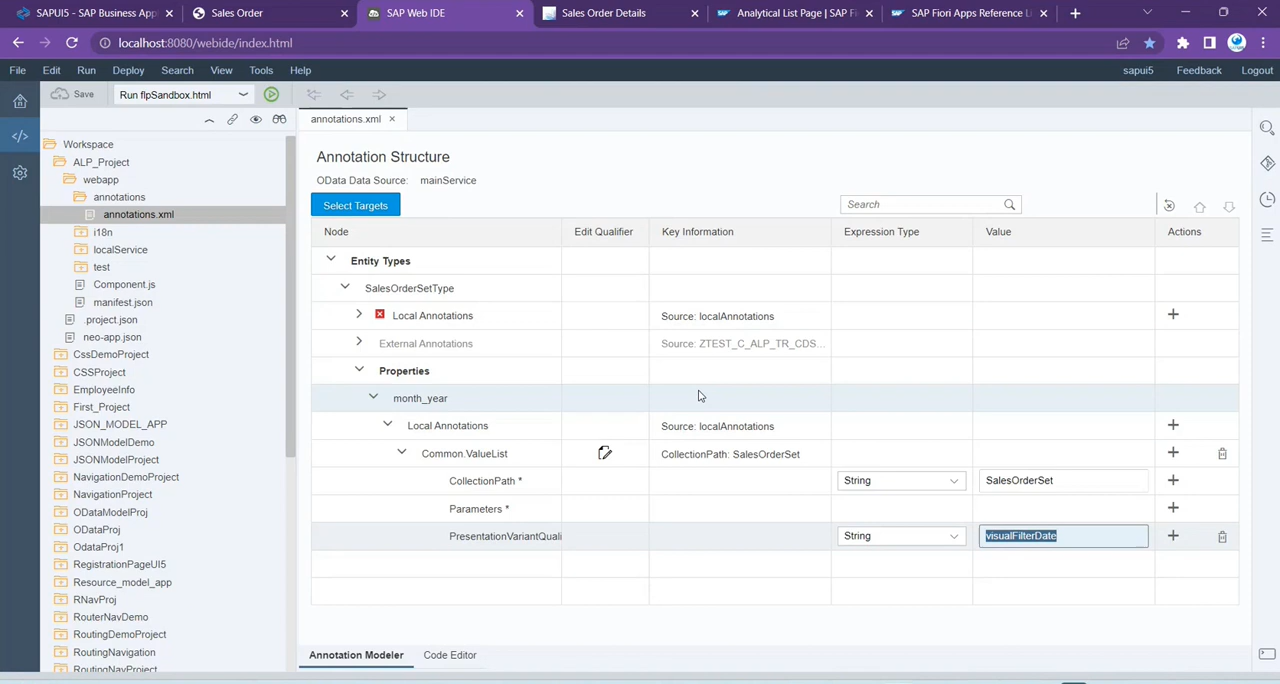 SAPUI5 - SAP Business App
Sales Order
SAP Web IDE
Sales Order Details
Analytical List Page | SAP Fi
SAP Fiori Apps Reference Li
localhost:8080/webide/index.html
File Edit Run Deploy Search View Tools Help
sapui5 Feedback Logout
Save
Run flpSandbox.html
annotations.xml
Workspace
ALP_Project
webapp
annotations
annotations.xml
i18n
localService
test
Component.js
manifest.json
.project.json
neo-app.json
CssDemoProject
CSSProject
EmployeeInfo
First_Project
JSON_MODEL_APP
JSONModelDemo
JSONModelProject
NavigationDemoProject
NavigationProject
ODataModelProj
ODataProj
OdataProj1
RegistrationPageUI5
Resource_model_app
RNavProj
RouterNavDemo
RoutingDemoProject
RoutingNavigation
RoutingNavProject
Annotation Structure
OData Data Source: mainService
Select Targets
Search
Node Edit Qualifier Key Information Expression Type Value Actions
Entity Types
SalesOrderSetType
Local Annotations Source: localAnnotations
External Annotations Source: ZTEST_C_ALP_TR_CDS...
Properties
month_year
Local Annotations Source: localAnnotations
Common.ValueList CollectionPath: SalesOrderSet
CollectionPath * String SalesOrderSet
Parameters *
PresentationVariantQuali String visualFilterDate
Annotation Modeler Code Editor